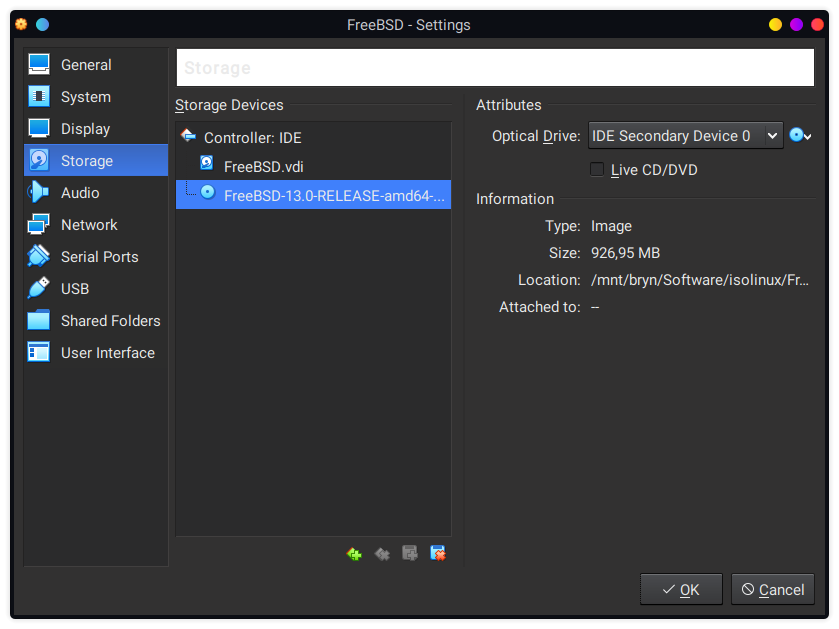 FreeBSD - Settings
General
System
Display
Storage
Audio
Network
Serial Ports
USB
Shared Folders
User Interface
Storage
Storage Devices
Controller: IDE
FreeBSD.vdi
FreeBSD-13.0-RELEASE-amd64-...
Attributes
Optical Drive: IDE Secondary Device 0
Live CD/DVD
Information
Type: Image
Size: 926,95 MB
Location: /mnt/bryn/Software/isolinux/Fr...
Attached to: --
OK
Cancel